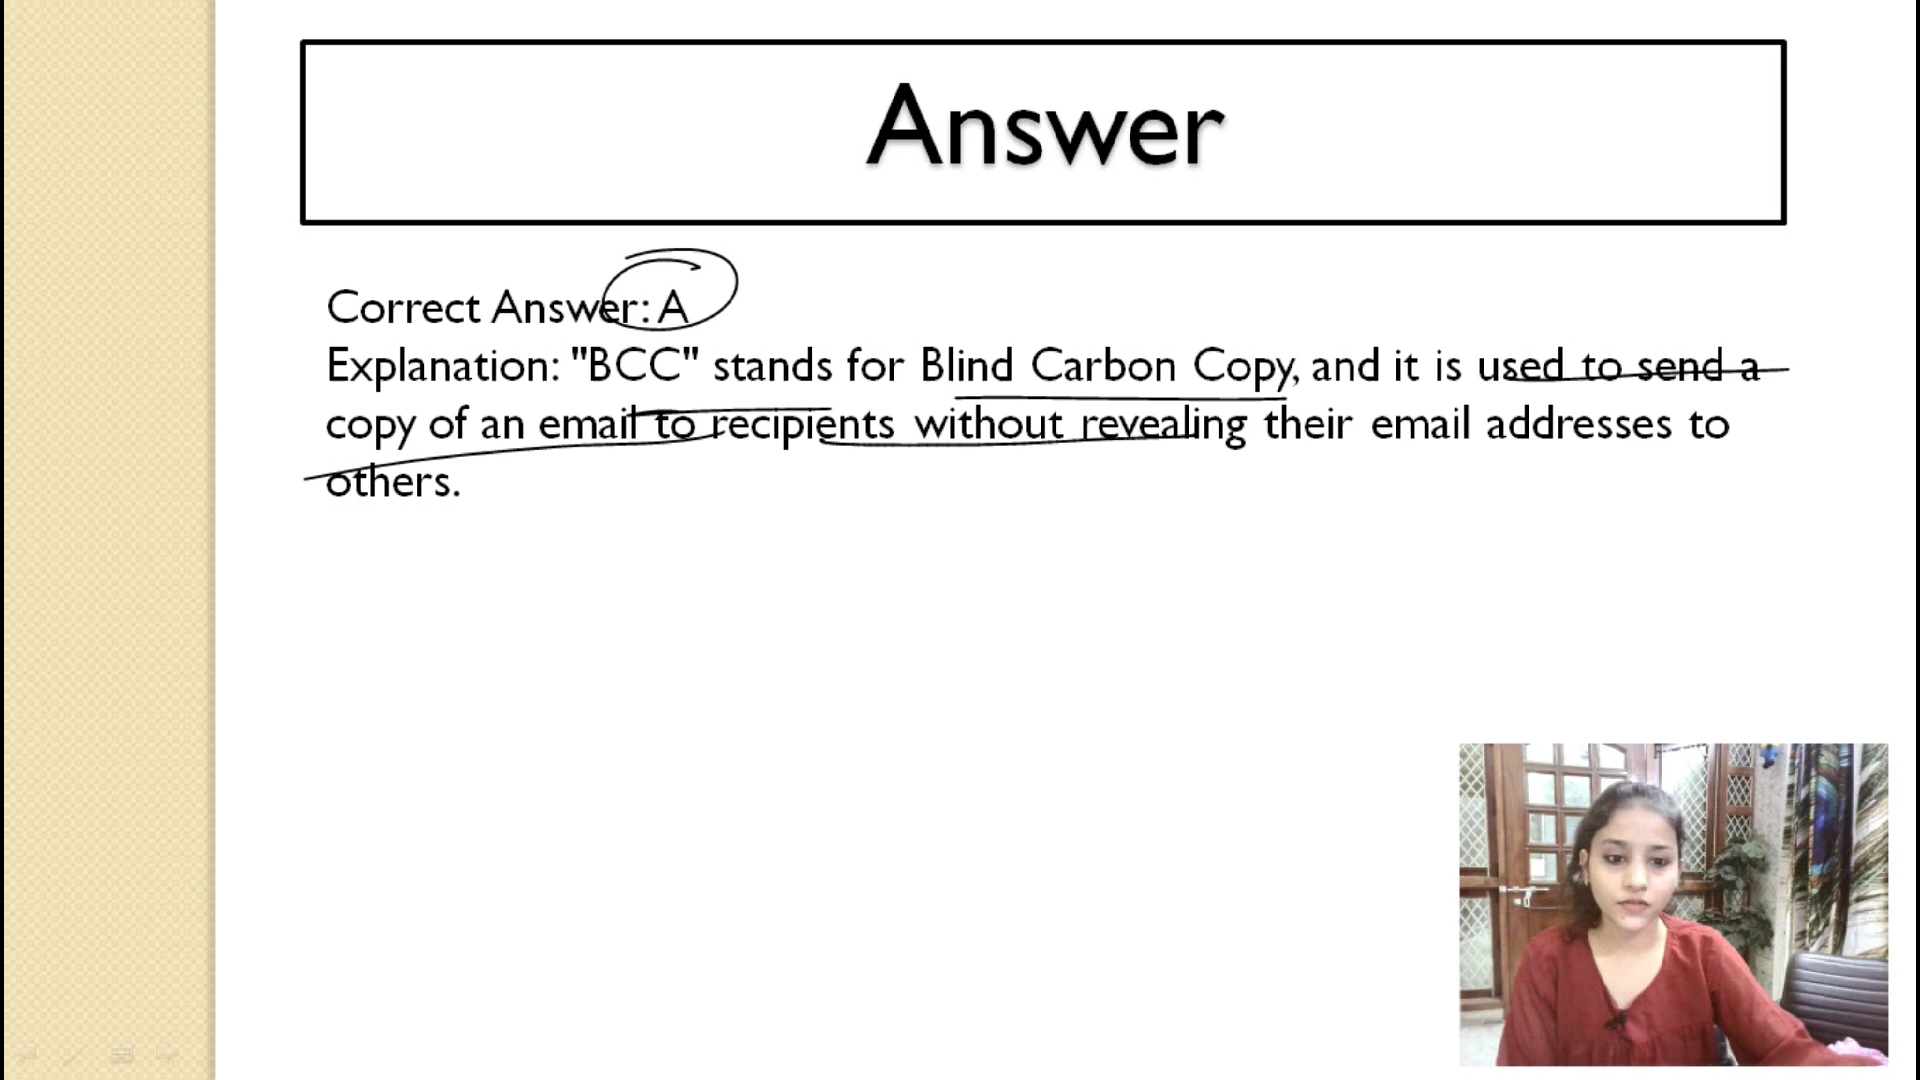 Answer
Correct Answer: A
Explanation: "BCC" stands for Blind Carbon Copy, and it is used to send a
copy of an email to recipients without revealing their email addresses to
others.